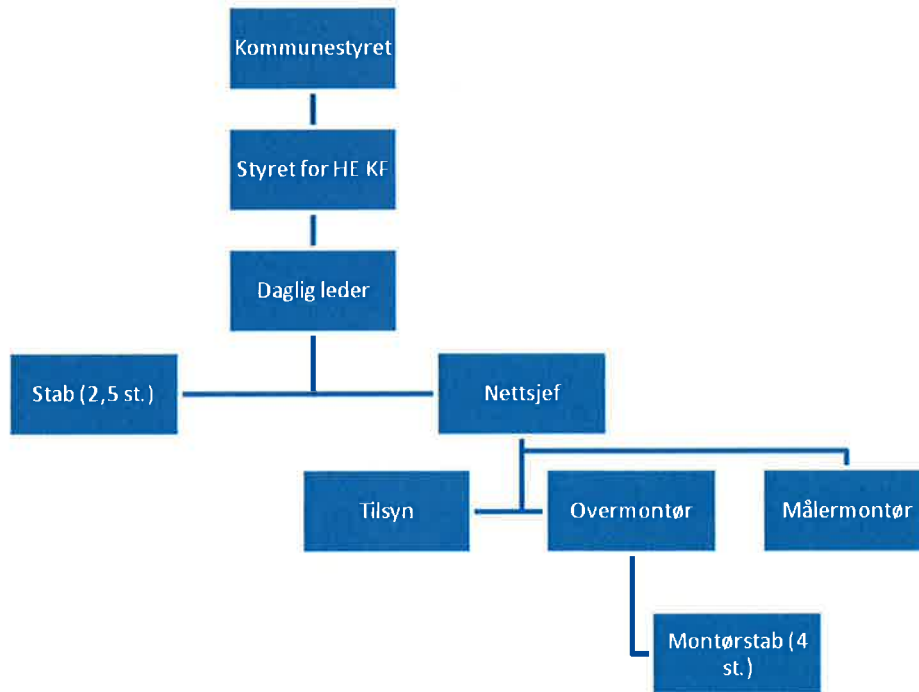 Kommunestyret
Styret for HE KF
Daglig leder
Stab (2,5 st.)
Nettsjef
Tilsyn
Overmontør
Målermontør
Montørstab (4
st.)